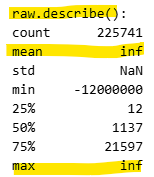 raw.describe():
count 225741
mean inf
std NaN
min -12000000
25% 12
50% 1137
75% 21597
max inf